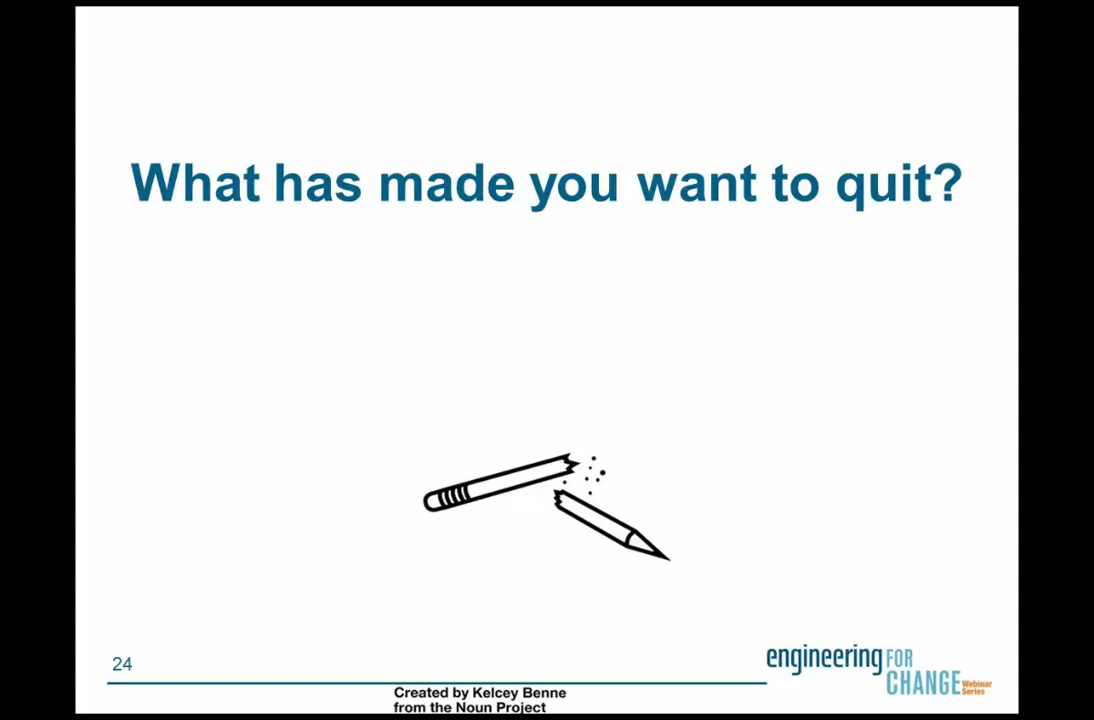 What has made you want to quit?
24
engineering FOR
CHANGE Webinar Series
Created by Kelcey Benne
from the Noun Project